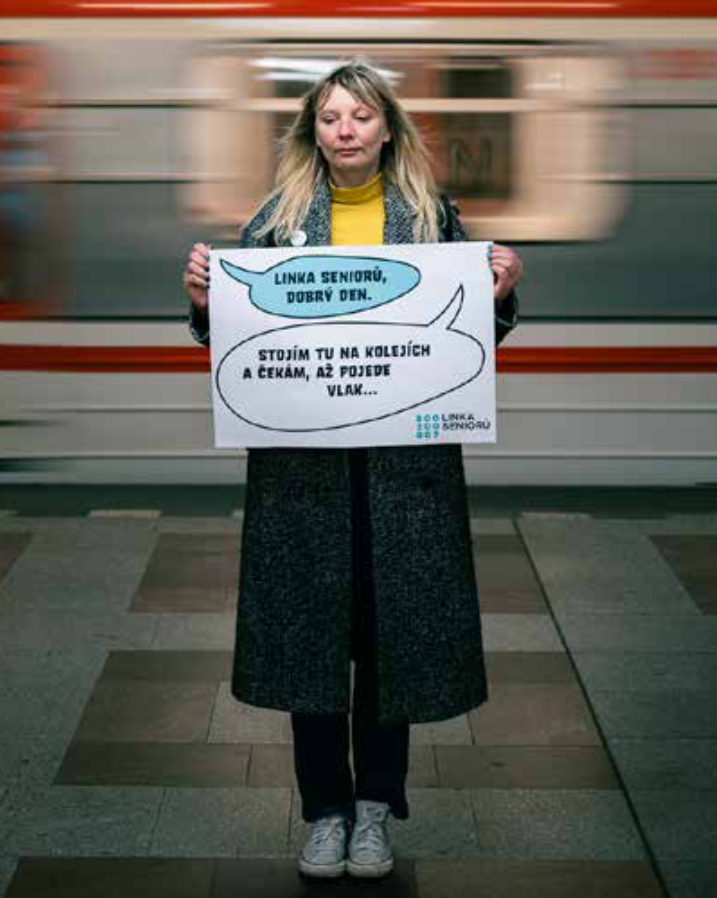 LINKA SENIORŮ,
DOBRÝ DEN.
STOJÍM TU NA KOLEJÍCH
A ČEKÁM, AŽ POJEDE
VLAK...
800 LINKA
200 SENIORŮ
007